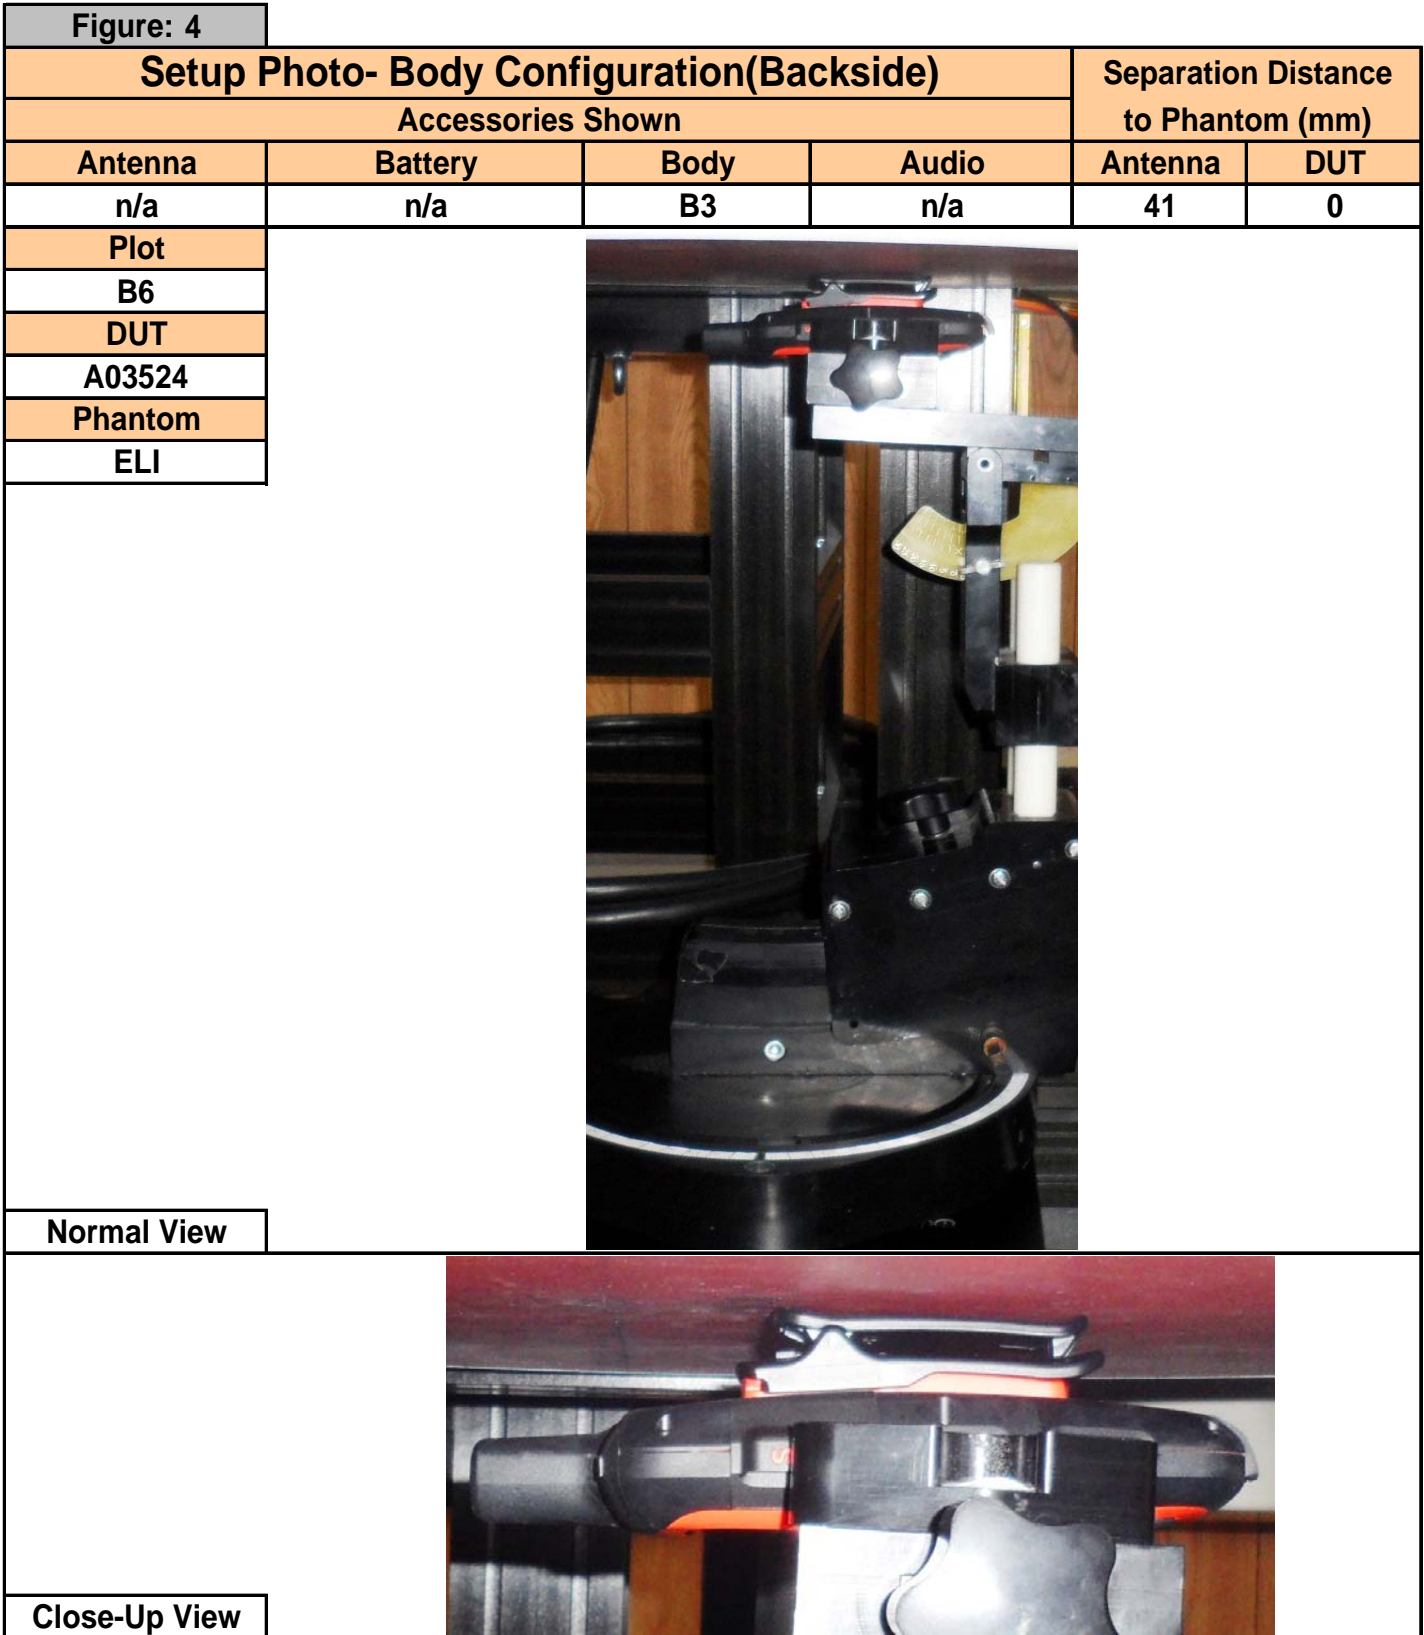 Figure: 4
Setup Photo- Body Configuration(Backside)
Separation Distance to Phantom (mm)
Accessories Shown
Antenna Battery Body Audio Antenna DUT
n/a n/a B3 n/a 41 0
Plot
B6
DUT
A03524
Phantom
ELI
Normal View
Close-Up View